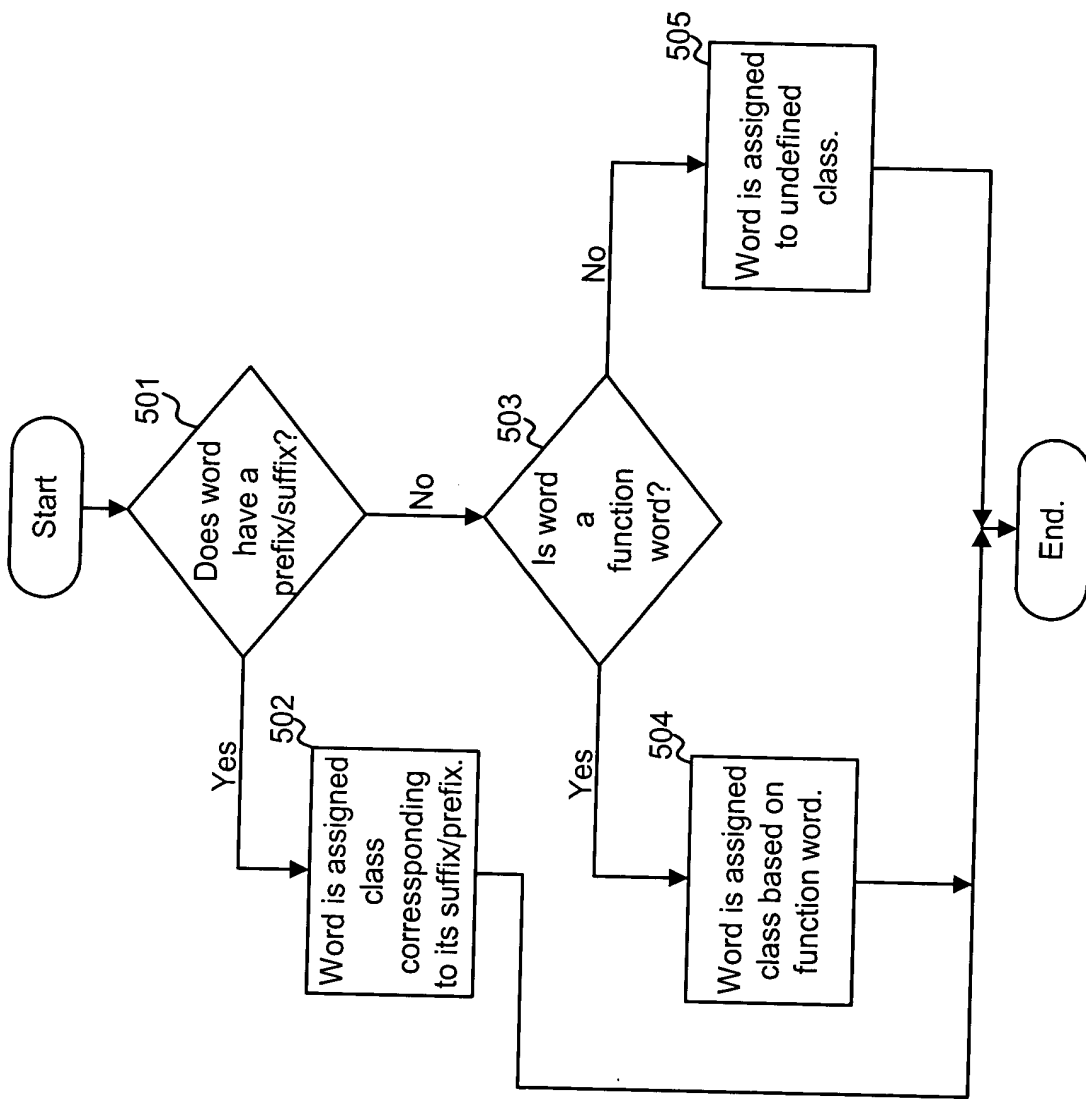 Start
501
Does word
have a
prefix/suffix?
Yes
No
502
Word is assigned
class
corressponding
to its suffix/prefix.
503
Is word
a
function
word?
Yes
No
504
Word is assigned
class based on
function word.
505
Word is assigned
to undefined
class.
End.